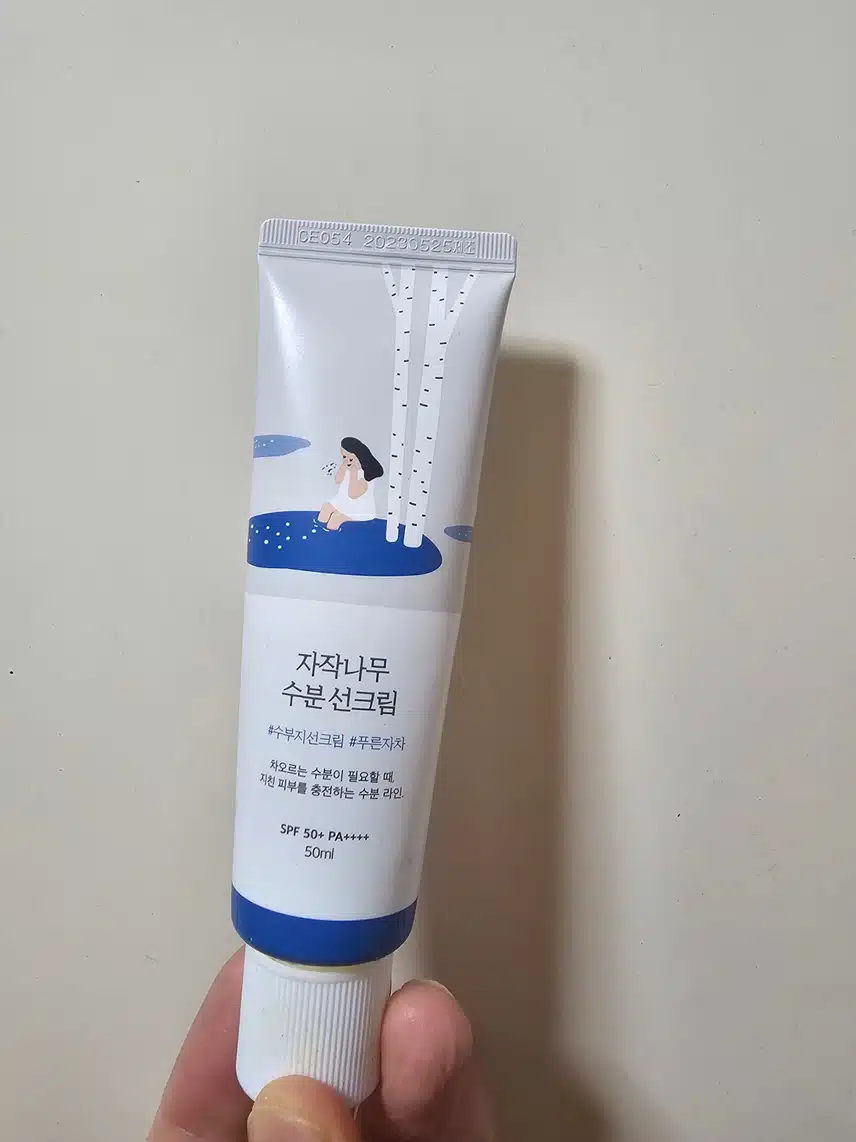 CE054 20230525제조
자작나무
수분 선크림
#수부지선크림 #푸른자차
차오르는 수분이 필요할 때,
지친 피부를 충전하는 수분 라인.
SPF 50+ PA++++
50ml